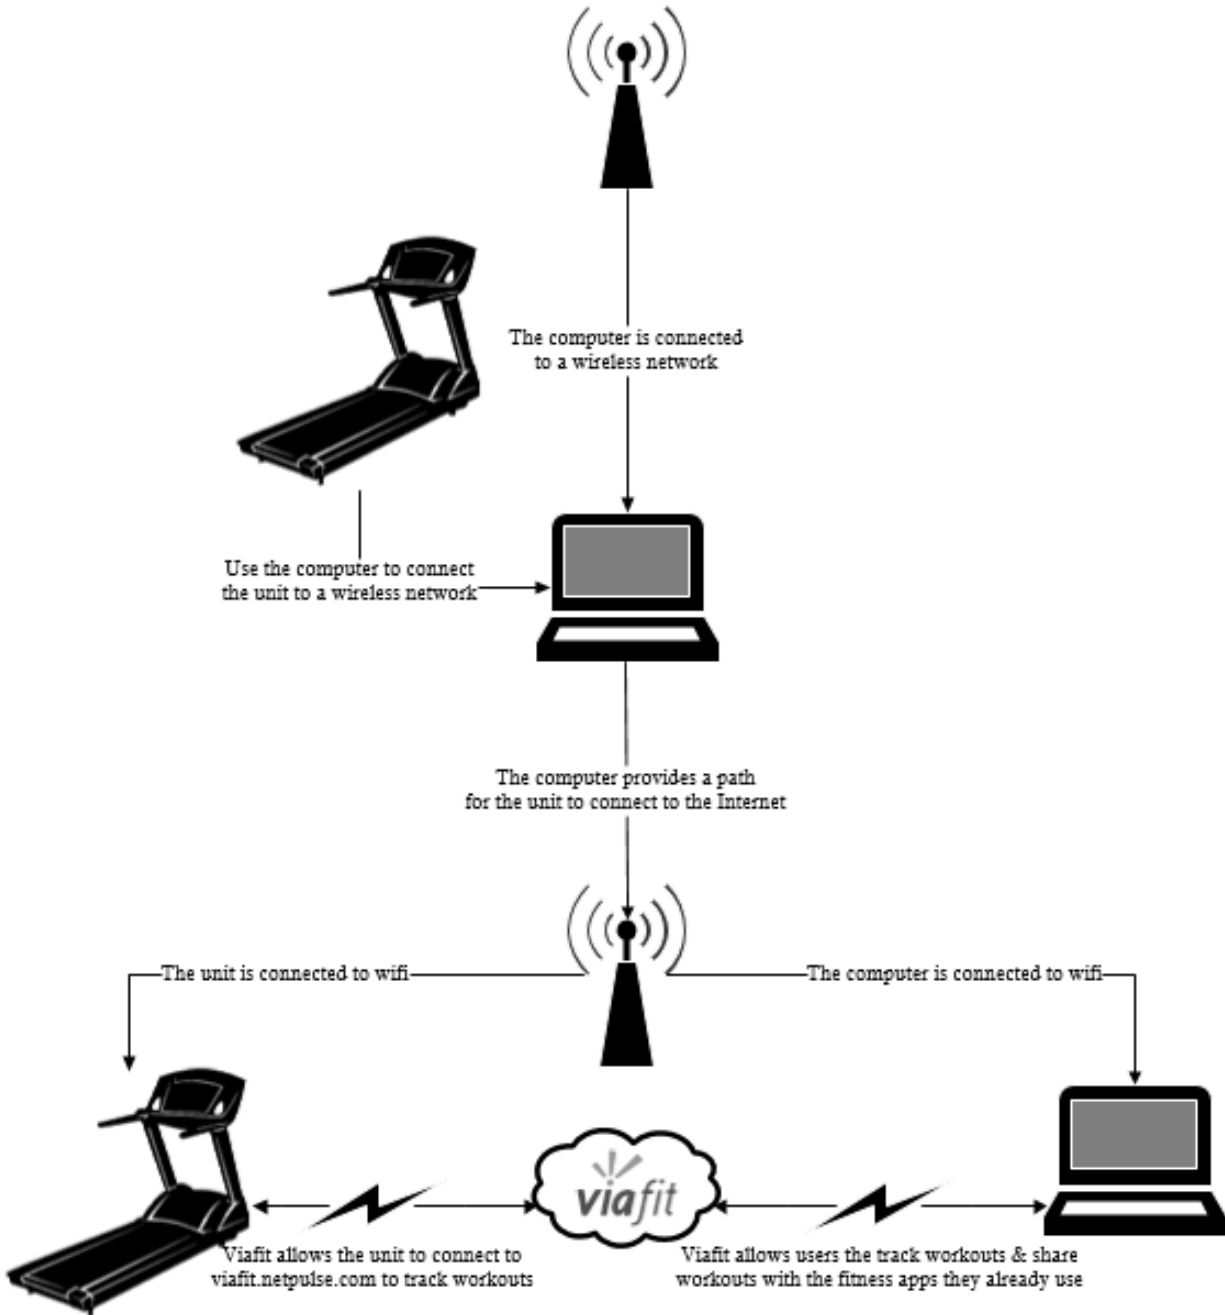 The computer is connected
to a wireless network
Use the computer to connect
the unit to a wireless network
The computer provides a path
for the unit to connect to the Internet
The unit is connected to wifi
The computer is connected to wifi
viafit
Viafit allows the unit to connect to
viafit.netpulse.com to track workouts
Viafit allows users the track workouts & share
workouts with the fitness apps they already use